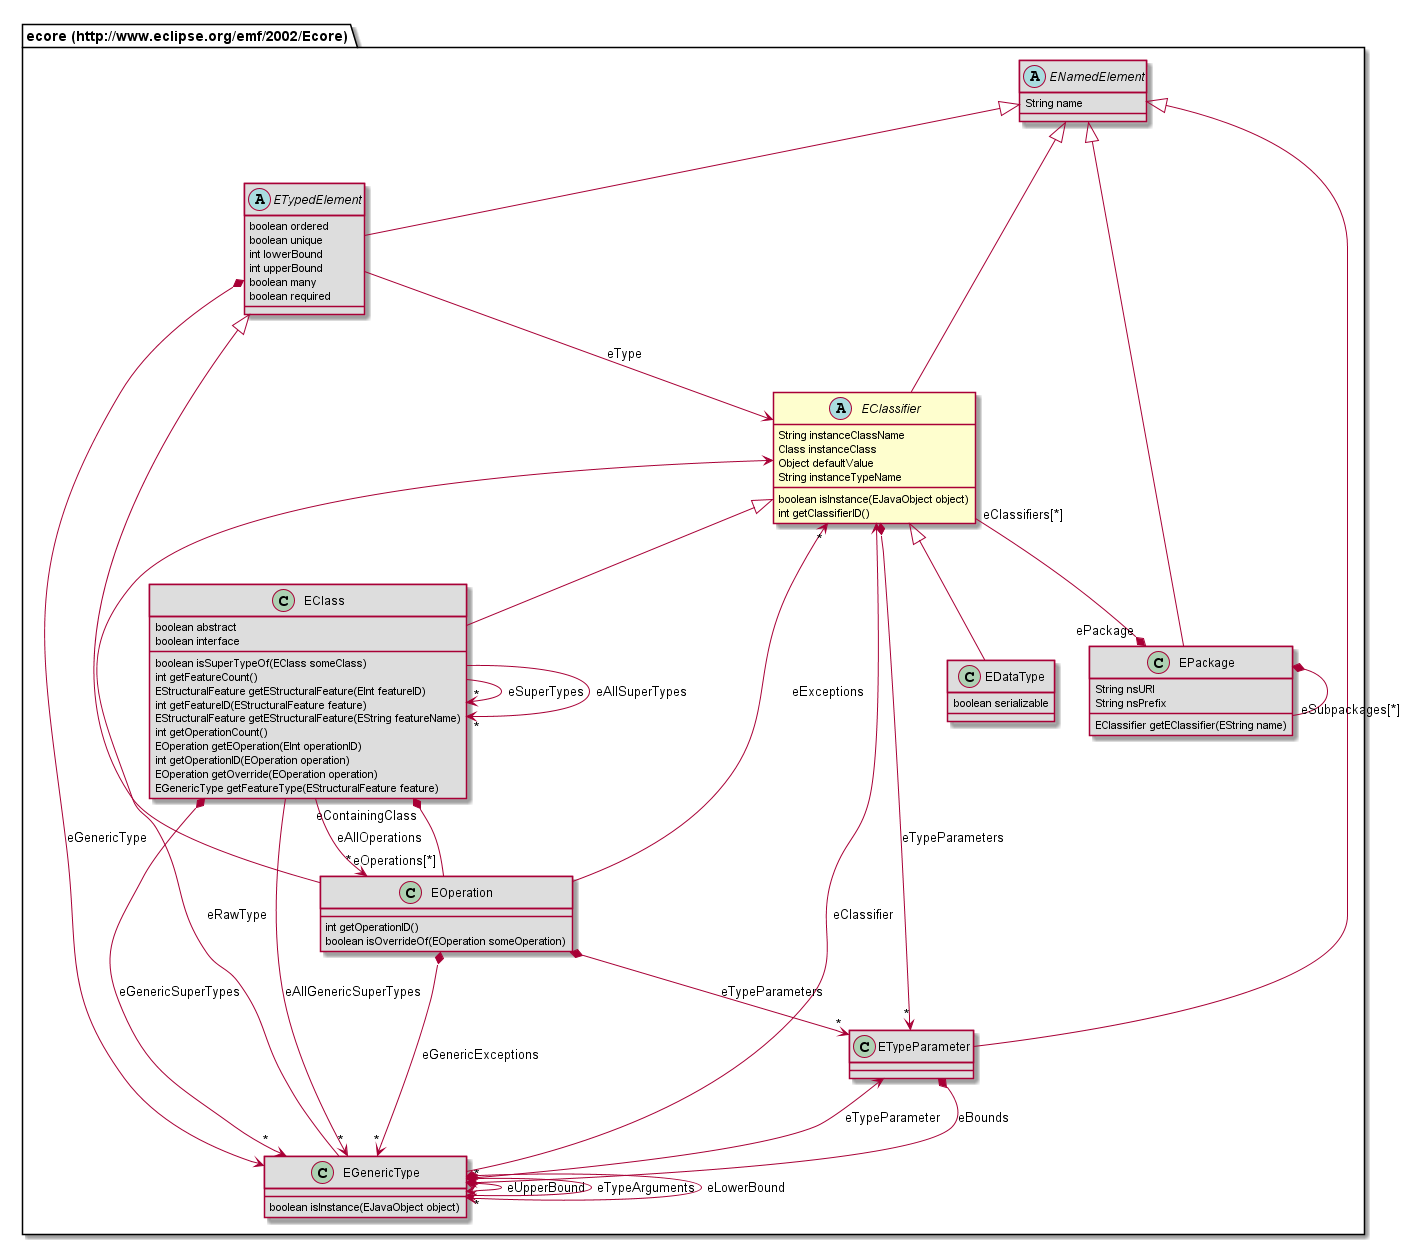 ecore (http://www.eclipse.org/emf/2002/Ecore)
A ENamedElement
String name
A ETypedElement
boolean ordered
boolean unique
int lowerBound
int upperBound
boolean many
boolean required
eType
A EClassifier
String instanceClassName
Class instanceClass
Object defaultValue
String instanceTypeName
boolean isInstance(EJavaObject object)
int getClassifierID()
eClassifiers[*]
*
C EClass
boolean abstract
boolean interface
boolean isSuperTypeOf(EClass someClass)
int getFeatureCount()
EStructuralFeature getEStructuralFeature(EInt featureID)
int getFeatureID(EStructuralFeature feature)
EStructuralFeature getEStructuralFeature(EString featureName)
int getOperationCount()
EOperation getEOperation(EInt operationID)
int getOperationID(EOperation operation)
EOperation getOverride(EOperation operation)
EGenericType getFeatureType(EStructuralFeature feature)
*
eSuperTypes
eAllSuperTypes
*
eExceptions
ePackage
C EDataType
boolean serializable
C EPackage
String nsURI
String nsPrefix
EClassifier getEClassifier(EString name)
eSubpackages[*]
eContainingClass
eGenericType
eAllOperations
eTypeParameters
*
eOperations[*]
C EOperation
int getOperationID()
boolean isOverrideOf(EOperation someOperation)
eRawType
eClassifier
eGenericSuperTypes
eAllGenericSuperTypes
eTypeParameters
*
*
C ETypeParameter
eGenericExceptions
eTypeParameter
eBounds
*
*
*
C EGenericType
boolean isInstance(EJavaObject object)
*
eUpperBound
eTypeArguments
eLowerBound
*